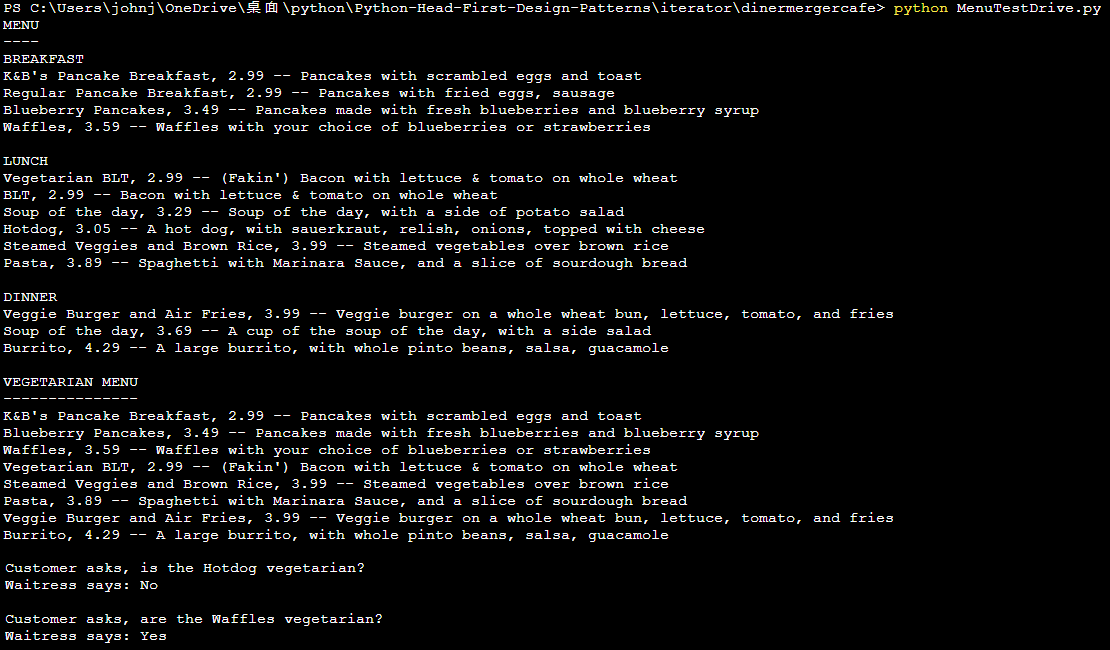 PS C:\Users\johnj\OneDrive\桌面\python\Python-Head-First-Design-Patterns\iterator\dinermergercafe> python MenuTestDrive.py
MENU
----
BREAKFAST
K&B's Pancake Breakfast, 2.99 -- Pancakes with scrambled eggs and toast
Regular Pancake Breakfast, 2.99 -- Pancakes with fried eggs, sausage
Blueberry Pancakes, 3.49 -- Pancakes made with fresh blueberries and blueberry syrup
Waffles, 3.59 -- Waffles with your choice of blueberries or strawberries
LUNCH
Vegetarian BLT, 2.99 -- (Fakin') Bacon with lettuce & tomato on whole wheat
BLT, 2.99 -- Bacon with lettuce & tomato on whole wheat
Soup of the day, 3.29 -- Soup of the day, with a side of potato salad
Hotdog, 3.05 -- A hot dog, with sauerkraut, relish, onions, topped with cheese
Steamed Veggies and Brown Rice, 3.99 -- Steamed vegetables over brown rice
Pasta, 3.89 -- Spaghetti with Marinara Sauce, and a slice of sourdough bread
DINNER
Veggie Burger and Air Fries, 3.99 -- Veggie burger on a whole wheat bun, lettuce, tomato, and fries
Soup of the day, 3.69 -- A cup of the soup of the day, with a side salad
Burrito, 4.29 -- A large burrito, with whole pinto beans, salsa, guacamole
VEGETARIAN MENU
---------------
K&B's Pancake Breakfast, 2.99 -- Pancakes with scrambled eggs and toast
Blueberry Pancakes, 3.49 -- Pancakes made with fresh blueberries and blueberry syrup
Waffles, 3.59 -- Waffles with your choice of blueberries or strawberries
Vegetarian BLT, 2.99 -- (Fakin') Bacon with lettuce & tomato on whole wheat
Steamed Veggies and Brown Rice, 3.99 -- Steamed vegetables over brown rice
Pasta, 3.89 -- Spaghetti with Marinara Sauce, and a slice of sourdough bread
Veggie Burger and Air Fries, 3.99 -- Veggie burger on a whole wheat bun, lettuce, tomato, and fries
Burrito, 4.29 -- A large burrito, with whole pinto beans, salsa, guacamole
Customer asks, is the Hotdog vegetarian?
Waitress says: No
Customer asks, are the Waffles vegetarian?
Waitress says: Yes